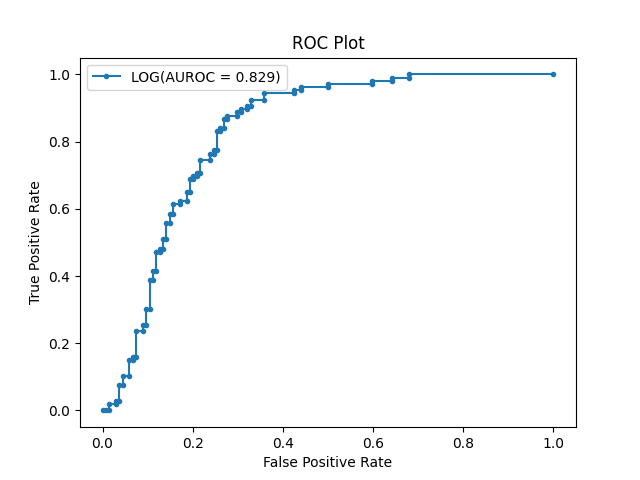 ROC Plot
LOG(AUROC = 0.829)
True Positive Rate
1.0
0.8
0.6
0.4
0.2
0.0
0.0 0.2 0.4 0.6 0.8 1.0
False Positive Rate